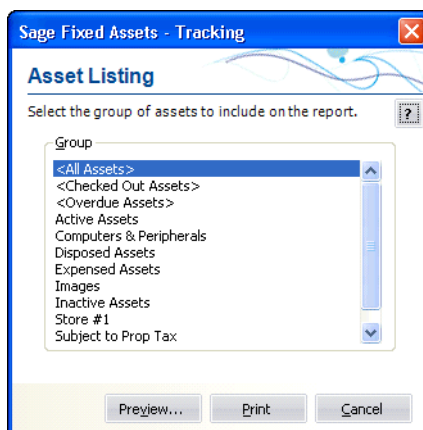 Sage Fixed Assets - Tracking
Asset Listing
Select the group of assets to include on the report.
?
Group
<All Assets>
<Checked Out Assets>
<Overdue Assets>
Active Assets
Computers & Peripherals
Disposed Assets
Expensed Assets
Images
Inactive Assets
Store #1
Subject to Prop Tax
Preview... Print Cancel